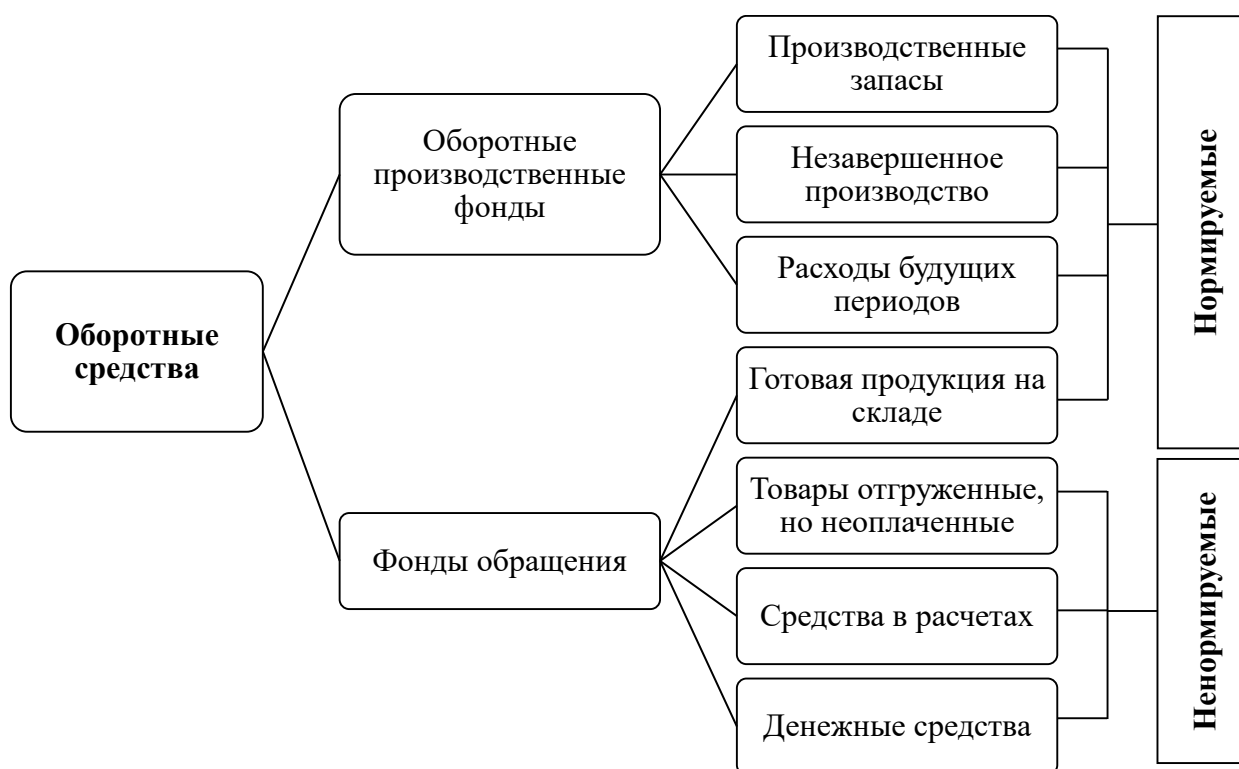 Оборотные
средства
Оборотные
производственные
фонды
Фонды обращения
Производственные
запасы
Незавершенное
производство
Расходы будущих
периодов
Готовая продукция на
складе
Товары отгруженные,
но неоплаченные
Средства в расчетах
Денежные средства
Нормируемые
Ненормируемые